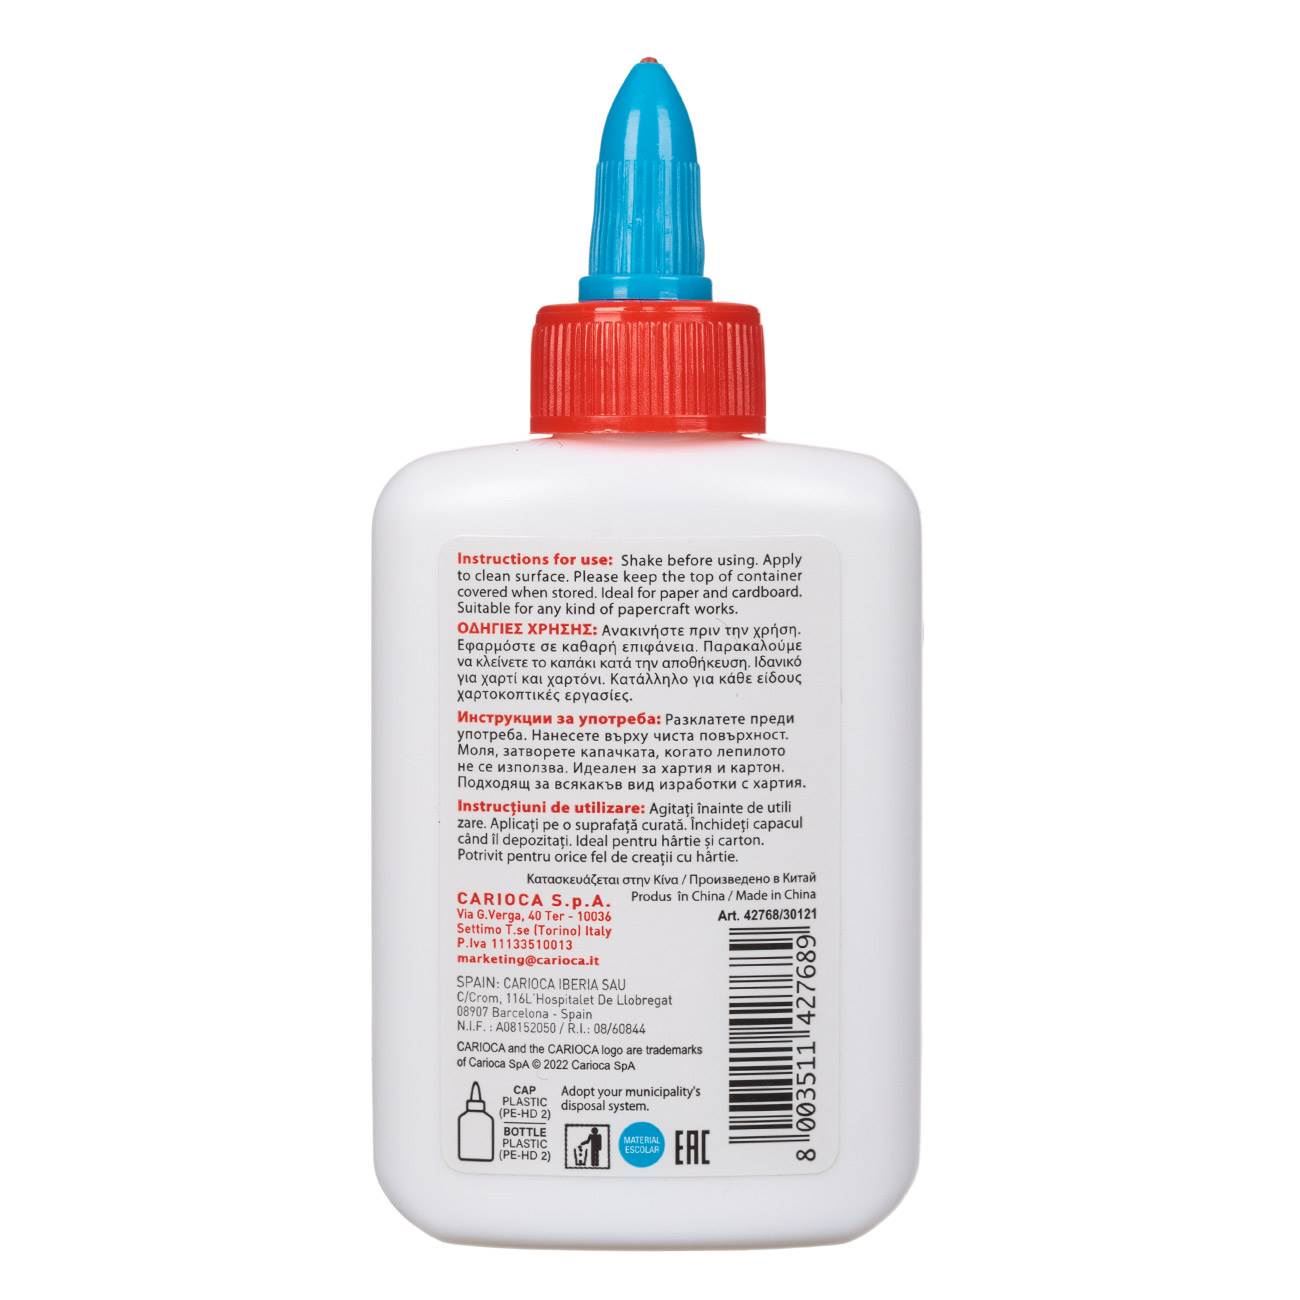 Instructions for use: Shake before using. Apply
to clean surface. Please keep the top of container
covered when stored. Ideal for paper and cardboard.
Suitable for any kind of papercraft works.
ΟΔΗΓΙΕΣ ΧΡΗΣΗΣ: Ανακινήστε πριν την χρήση.
Εφαρμόστε σε καθαρή επιφάνεια. Παρακαλούμε
να κλείνετε το καπάκι κατά την αποθήκευση. Ιδανικό
για χαρτί και χαρτόνι. Κατάλληλο για κάθε είδους
χαρτοκοπτικές εργασίες.
Инструкции за употреба: Разклатете преди
употреба. Нанесете върху чиста повърхност.
Моля, затворете капачката, когато лепилото
не се използва. Идеален за хартия и картон.
Подходящ за всякакъв вид изработки с хартия.
Instrucțiuni de utilizare: Agitați înainte de utili
zare. Aplicați pe o suprafață curată. Închideți capacul
când îl depozitați. Ideal pentru hârtie și carton.
Potrivit pentru orice fel de creații cu hârtie.
Κατασκευάζεται στην Κίνα / Произведено в Китай
Produs în China / Made in China
Art. 42768/30121
CARIOCA S.p.A.
Via G.Verga, 40 Ter - 10036
Settimo T.se (Torino) Italy
P.Iva 11133510013
marketing@carioca.it
SPAIN: CARIOCA IBERIA SAU
C/Crom, 116L'Hospitalet De Llobregat
08907 Barcelona - Spain
N.I.F. : A08152050 / R.I.: 08/60844
CARIOCA and the CARIOCA logo are trademarks
of Carioca SpA © 2022 Carioca SpA
CAP
PLASTIC
(PE-HD 2)
BOTTLE
PLASTIC
(PE-HD 2)
Adopt your municipality's
disposal system.
MATERIAL
ESCOLAR
EAC
8 003511 427689